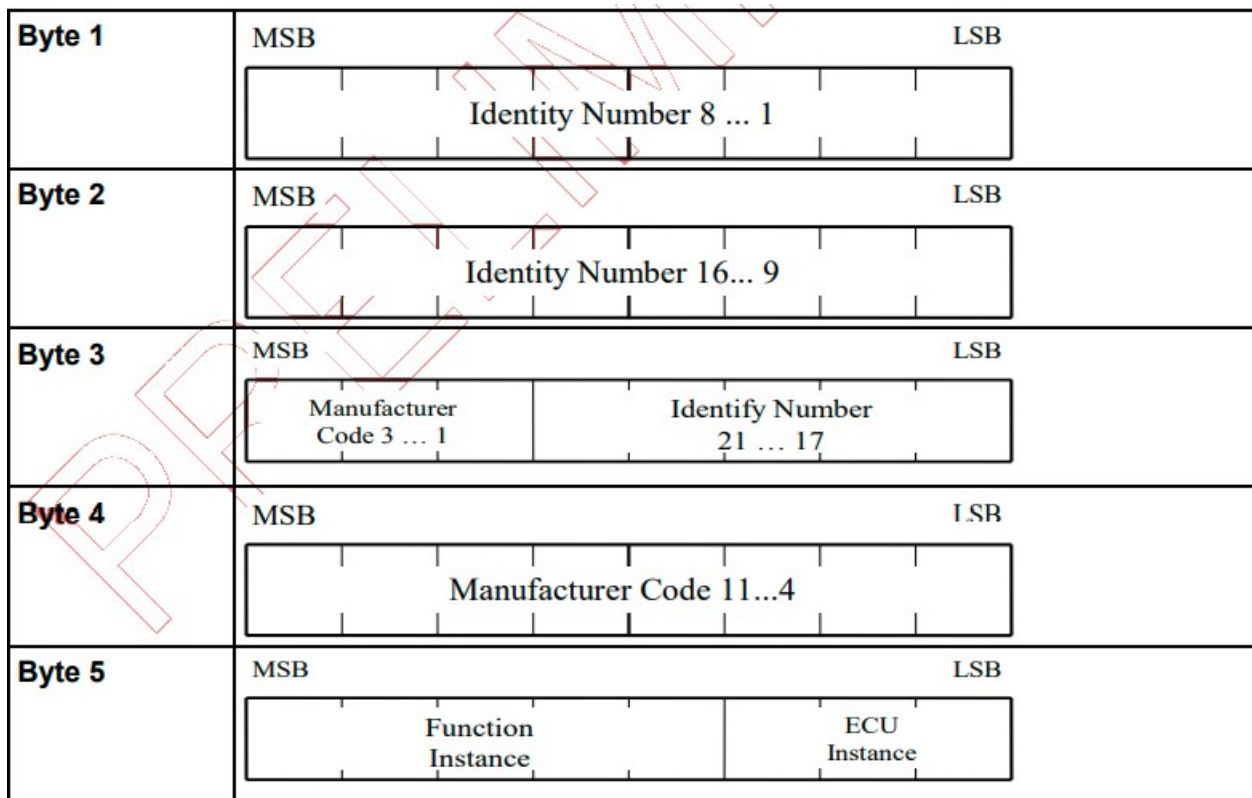 Byte 1
MSB LSB
Identity Number 8 ... 1
Byte 2
MSB LSB
Identity Number 16... 9
Byte 3
MSB LSB
Manufacturer
Code 3 ... 1
Identify Number
21 ... 17
Byte 4
MSB LSB
Manufacturer Code 11...4
Byte 5
MSB LSB
Function
Instance
ECU
Instance